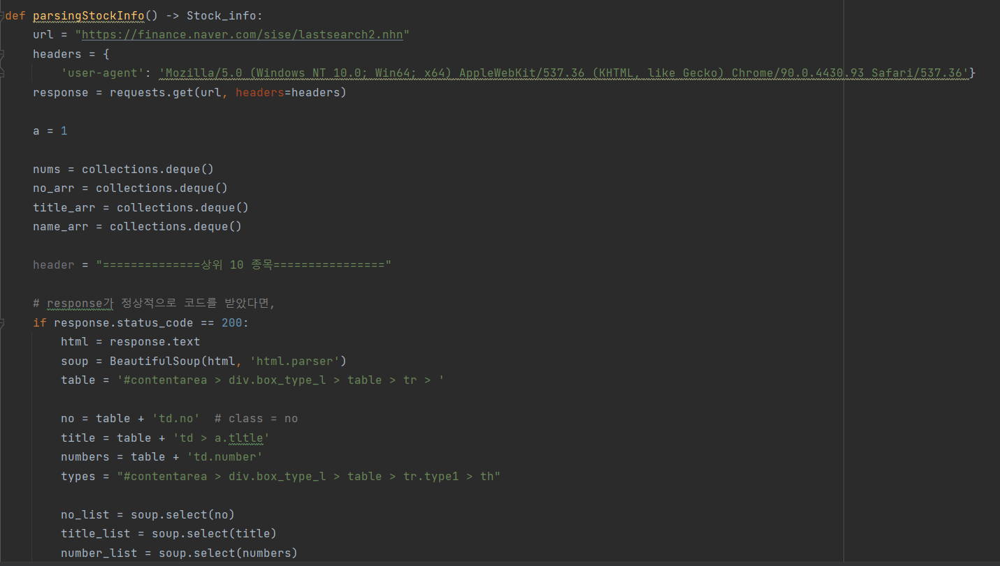 def parsingStockInfo() -> Stock_info:
    url = "https://finance.naver.com/sise/lastsearch2.nhn"
    headers = {
        'user-agent': 'Mozilla/5.0 (Windows NT 10.0; Win64; x64) AppleWebKit/537.36 (KHTML, like Gecko) Chrome/90.0.4430.93 Safari/537.36'}
    response = requests.get(url, headers=headers)
    a = 1
    nums = collections.deque()
    no_arr = collections.deque()
    title_arr = collections.deque()
    name_arr = collections.deque()
    header = "==============상위 10 종목================"
    # response가 정상적으로 코드를 받았다면,
    if response.status_code == 200:
        html = response.text
        soup = BeautifulSoup(html, 'html.parser')
        table = '#contentarea > div.box_type_l > table > tr > '
        no = table + 'td.no'  # class = no
        title = table + 'td > a.tltle'
        numbers = table + 'td.number'
        types = "#contentarea > div.box_type_l > table > tr.type1 > th"
        no_list = soup.select(no)
        title_list = soup.select(title)
        number_list = soup.select(numbers)